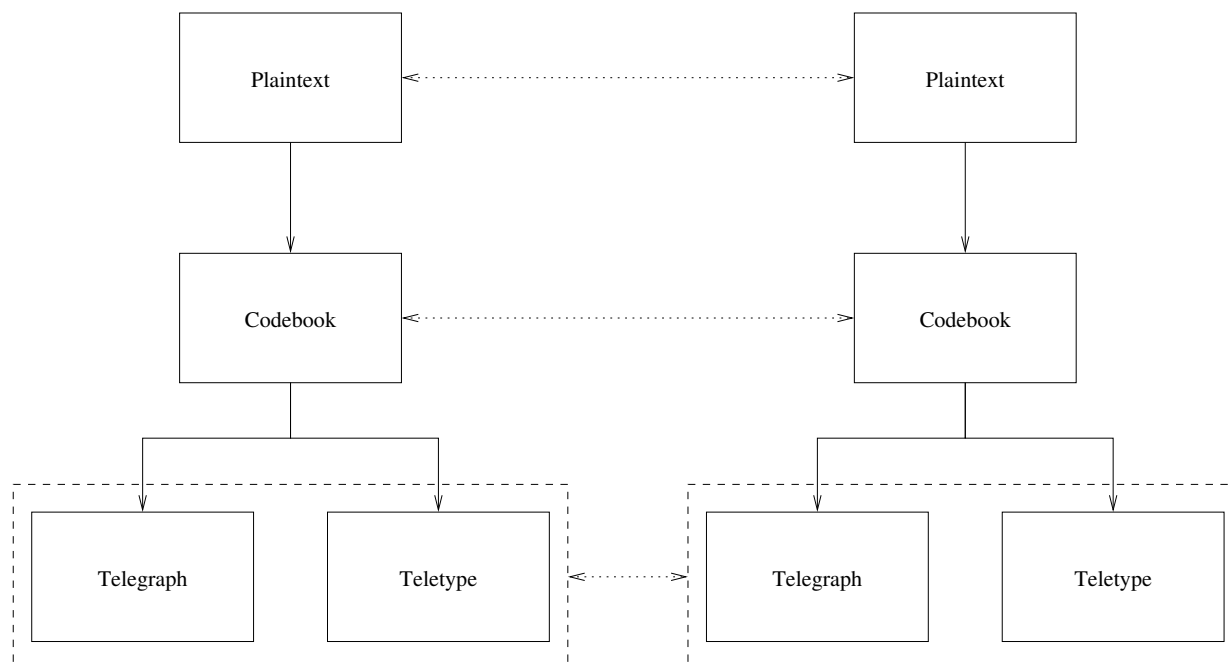 Plaintext
Plaintext
Codebook
Codebook
Telegraph
Teletype
Telegraph
Teletype